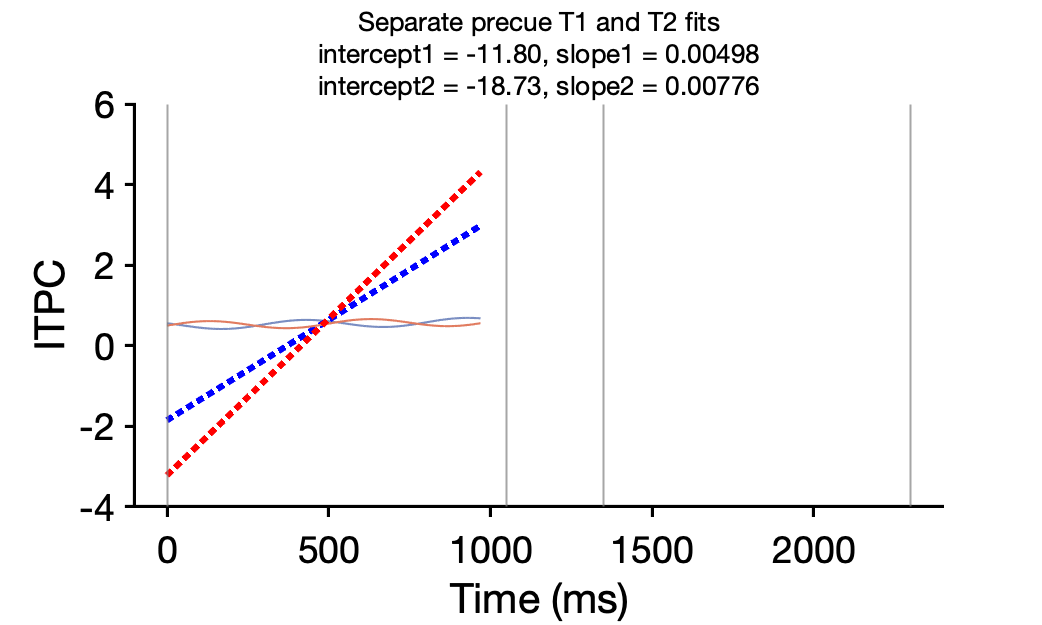 Separate precue T1 and T2 fits
intercept1 = -11.80, slope1 = 0.00498
intercept2 = -18.73, slope2 = 0.00776
6
4
2
0
-2
-4
ITPC
0 500 1000 1500 2000
Time (ms)